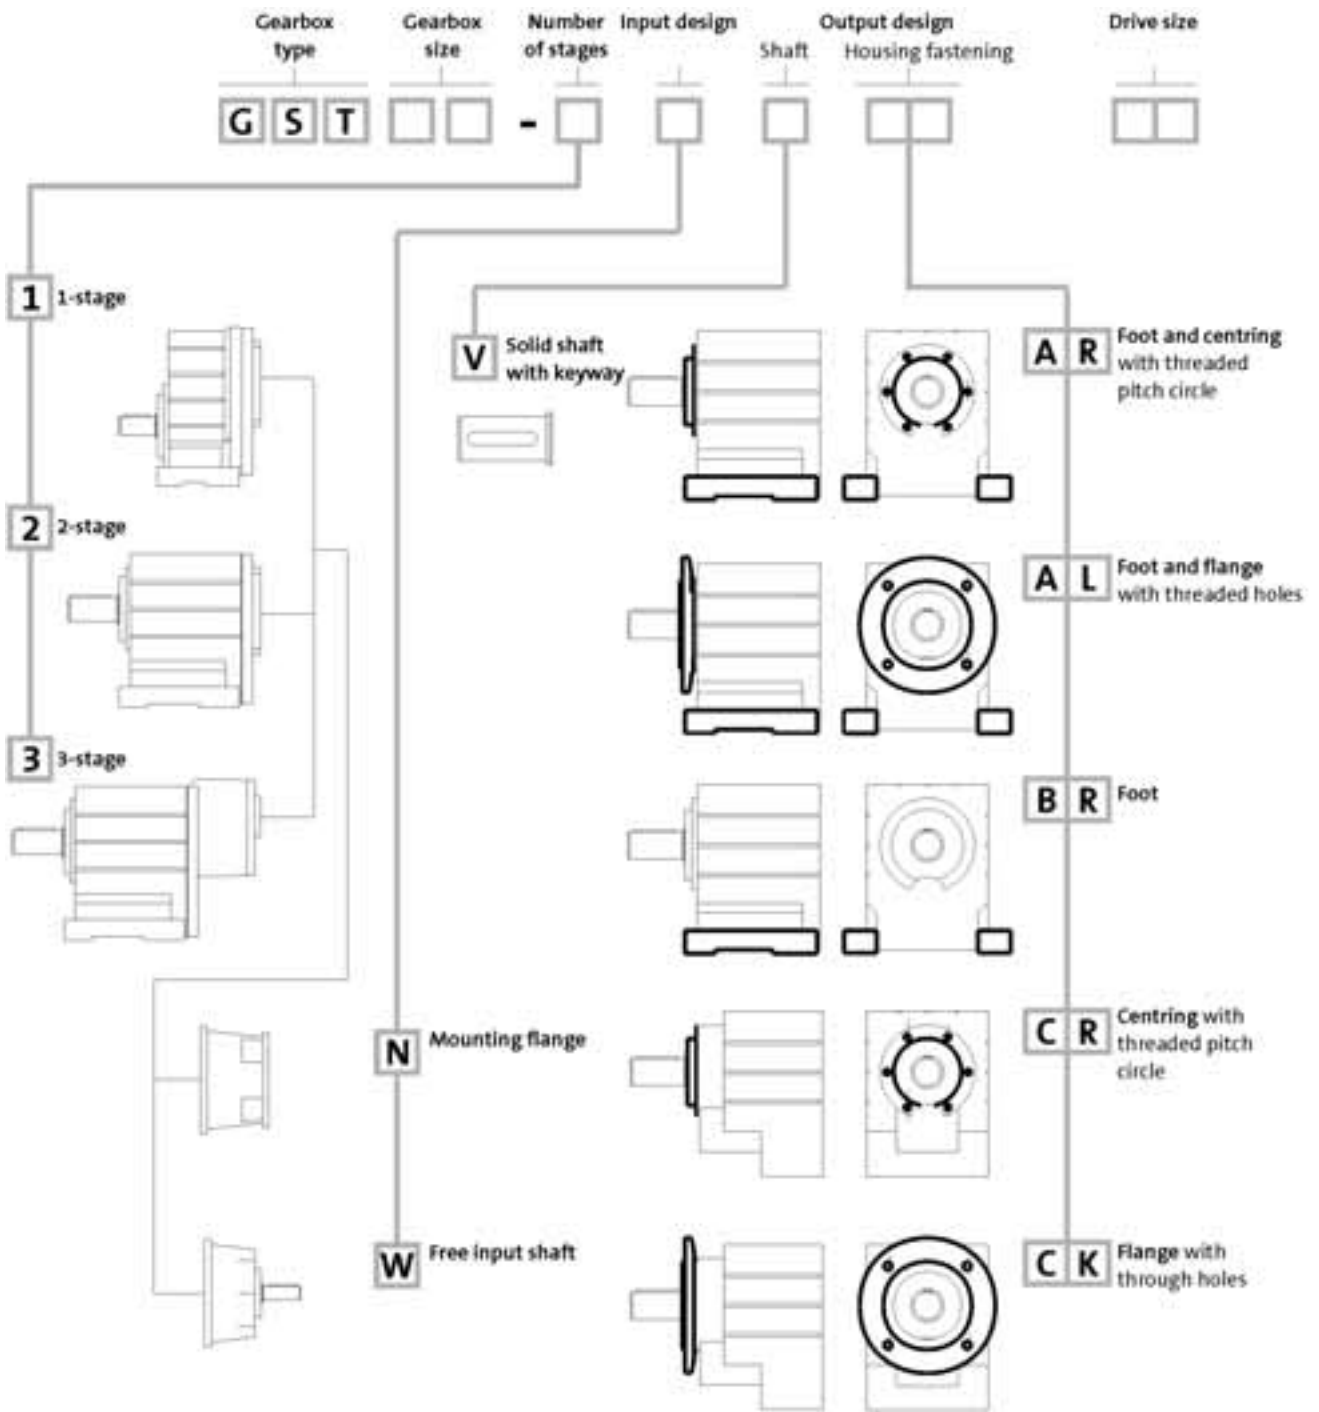 Gearbox type
Gearbox size
Number of stages
Input design
Output design
Shaft
Housing fastening
Drive size
G S T -
1 1-stage
2 2-stage
3 3-stage
N Mounting flange
W Free input shaft
V Solid shaft
with keyway
A R Foot and centring
with threaded
pitch circle
A L Foot and flange
with threaded holes
B R Foot
C R Centring with
threaded pitch
circle
C K Flange with
through holes